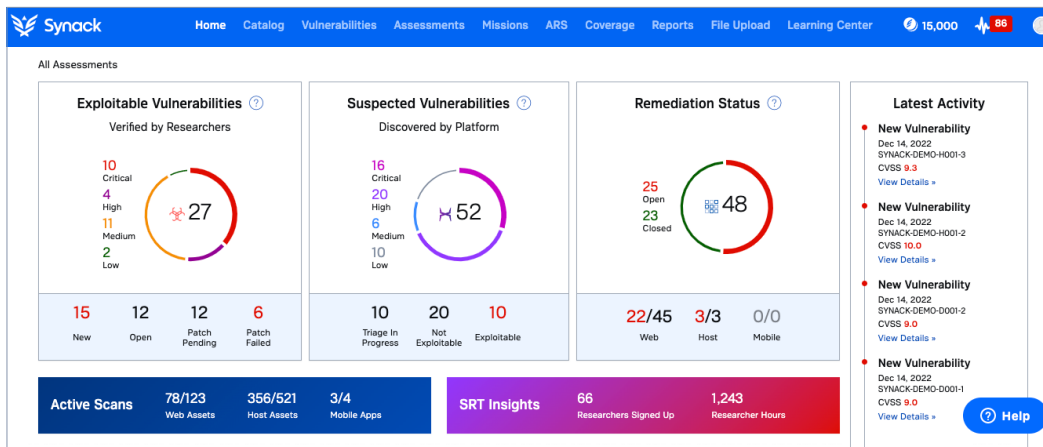 Synack Home Catalog Vulnerabilities Assessments Missions ARS Coverage Reports File Upload Learning Center 15,000 86
All Assessments
Exploitable Vulnerabilities ?
Verified by Researchers
10
Critical
4
High
11
Medium
2
Low
27
15 12 12 6
New Open Patch Pending Patch Failed
Suspected Vulnerabilities ?
Discovered by Platform
16
Critical
20
High
6
Medium
10
Low
52
10 20 10
Triage In Progress Not Exploitable Exploitable
Remediation Status ?
25
Open
23
Closed
48
22/45 3/3 0/0
Web Host Mobile
Latest Activity
New Vulnerability
Dec 14, 2022
SYNACK-DEMO-H001-3
CVSS 9.3
View Details »
New Vulnerability
Dec 14, 2022
SYNACK-DEMO-H001-2
CVSS 10.0
View Details »
New Vulnerability
Dec 14, 2022
SYNACK-DEMO-D001-2
CVSS 9.0
View Details »
New Vulnerability
Dec 14, 2022
SYNACK-DEMO-D001-1
CVSS 9.0
View Details »
Active Scans
78/123
Web Assets
356/521
Host Assets
3/4
Mobile Apps
SRT Insights
66
Researchers Signed Up
1,243
Researcher Hours
? Help